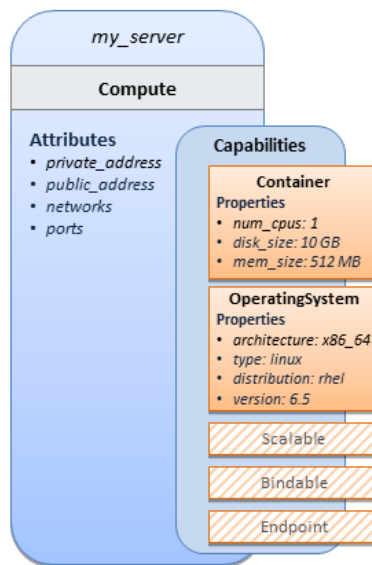 my_server
Compute
Attributes
• private_address
• public_address
• networks
• ports
Capabilities
Container
Properties
• num_cpus: 1
• disk_size: 10 GB
• mem_size: 512 MB
OperatingSystem
Properties
• architecture: x86_64
• type: linux
• distribution: rhel
• version: 6.5
Scalable
Bindable
Endpoint